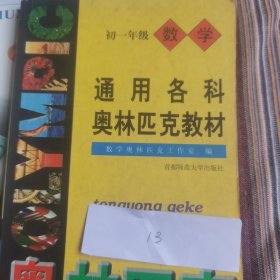 初一年级 数学
通用各科
奥林匹克教材
数学奥林匹克工作室 编
首都师范大学出版社
tongyong geke
13
OLYMPIC